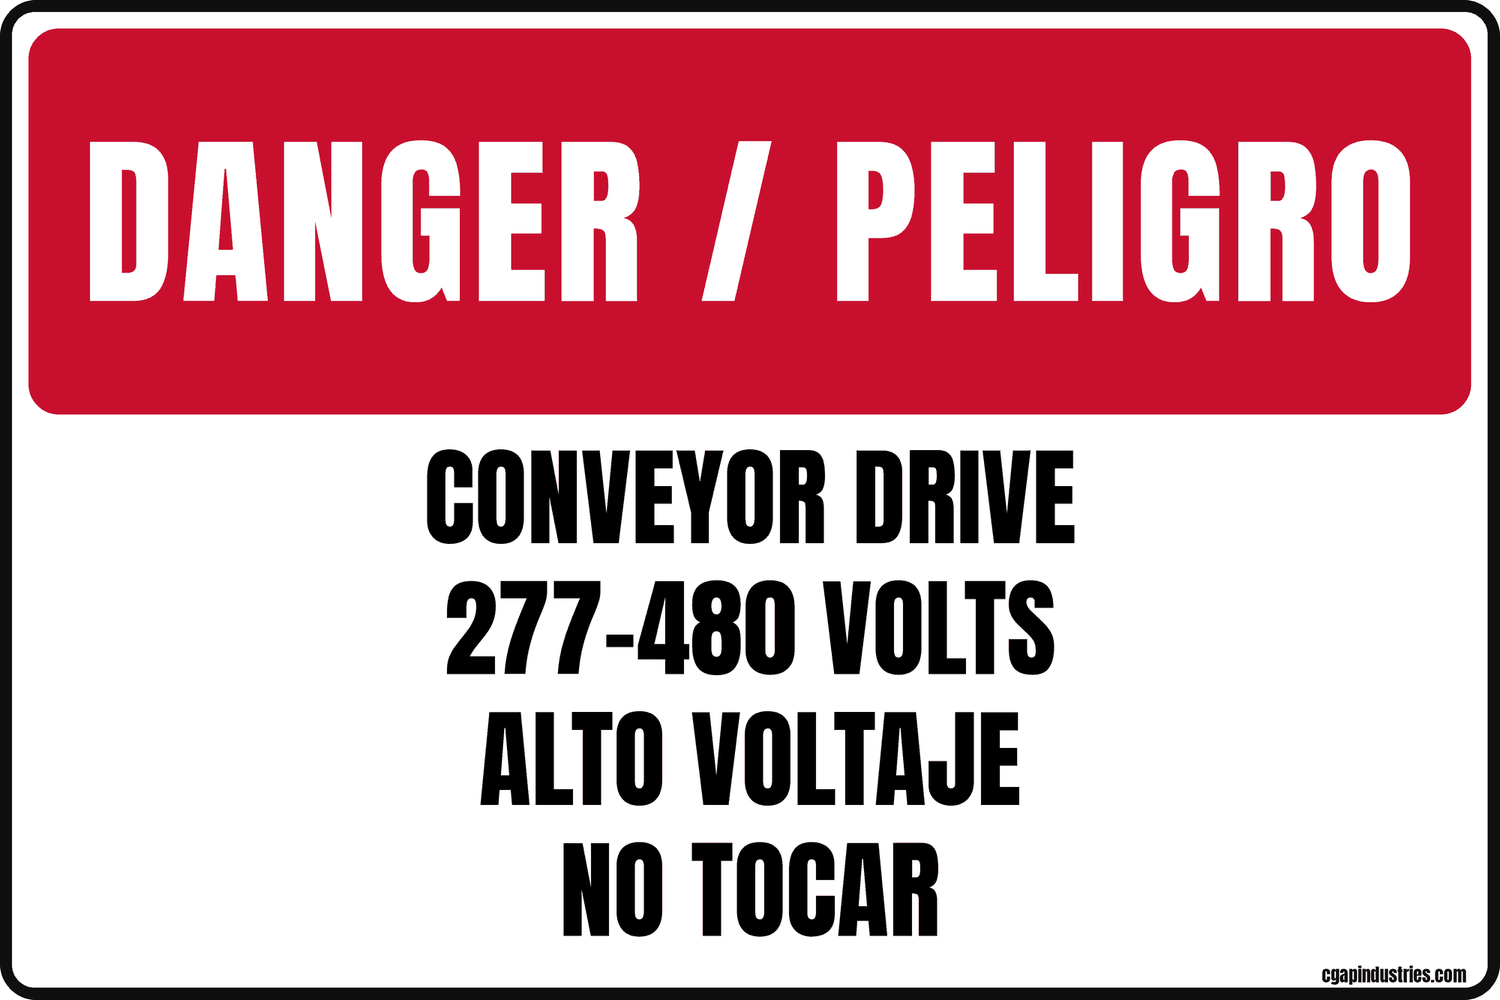 DANGER / PELIGRO
CONVEYOR DRIVE
277-480 VOLTS
ALTO VOLTAJE
NO TOCAR
cgapindustries.com